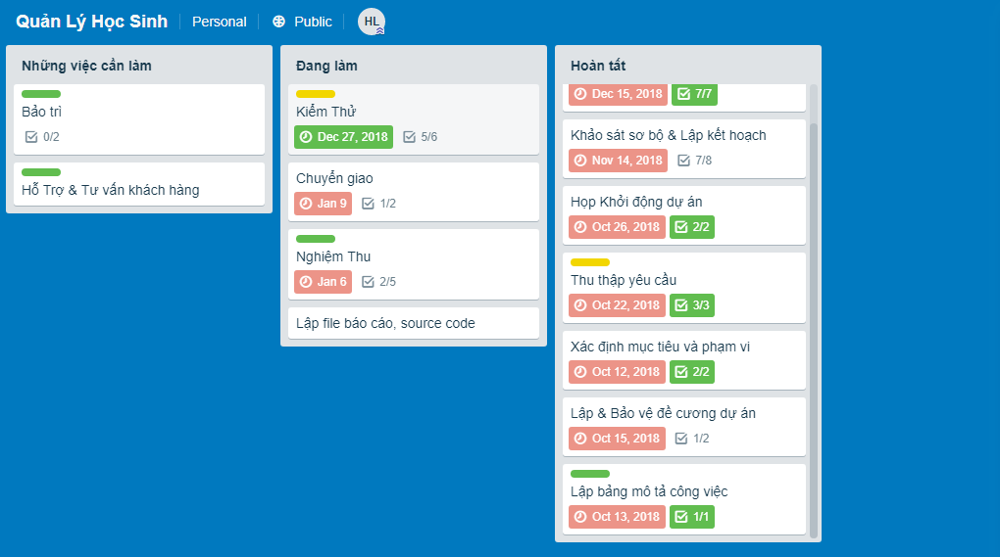 Quản Lý Học Sinh Personal Public HL
Những việc cần làm
Bảo trì
0/2
Hỗ Trợ & Tư vấn khách hàng
Đang làm
Kiểm Thử
Dec 27, 2018 5/6
Chuyển giao
Jan 9 1/2
Nghiệm Thu
Jan 6 2/5
Lập file báo cáo, source code
Hoàn tất
Dec 15, 2018 7/7
Khảo sát sơ bộ & Lập kết hoạch
Nov 14, 2018 7/8
Họp Khởi động dự án
Oct 26, 2018 2/2
Thu thập yêu cầu
Oct 22, 2018 3/3
Xác định mục tiêu và phạm vi
Oct 12, 2018 2/2
Lập & Bảo vệ đề cương dự án
Oct 15, 2018 1/2
Lập bảng mô tả công việc
Oct 13, 2018 1/1